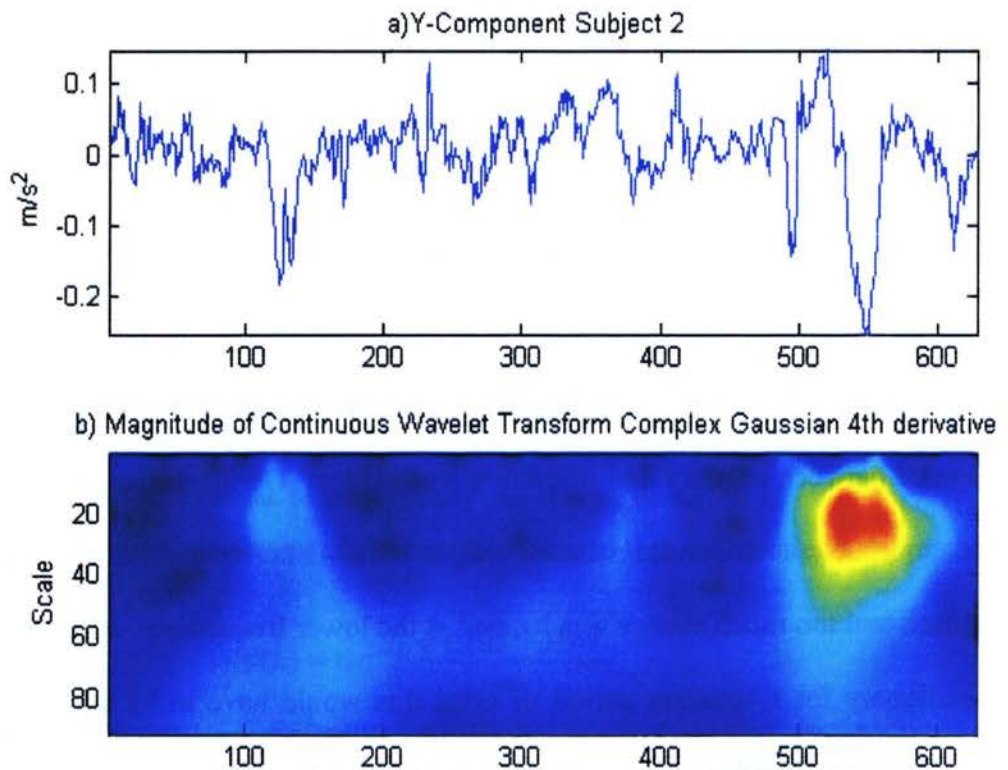 a)Y-Component Subject 2
0.1
0
-0.1
-0.2
m/s²
100 200 300 400 500 600
b) Magnitude of Continuous Wavelet Transform Complex Gaussian 4th derivative
20
40
60
80
Scale
100 200 300 400 500 600